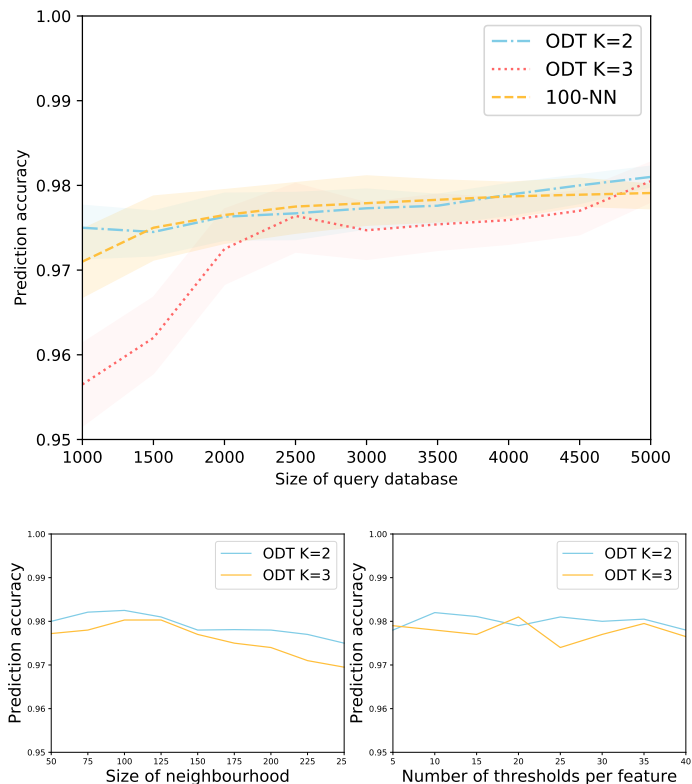 1.00
0.99
0.98
0.97
0.96
0.95
Prediction accuracy
ODT K=2
ODT K=3
100-NN
1000 1500 2000 2500 3000 3500 4000 4500 5000
Size of query database
1.00
0.99
0.98
0.97
0.96
0.95
Prediction accuracy
ODT K=2
ODT K=3
50 75 100 125 150 175 200 225 25
Size of neighbourhood
1.00
0.99
0.98
0.97
0.96
0.95
Prediction accuracy
ODT K=2
ODT K=3
5 10 15 20 25 30 35 40
Number of thresholds per feature